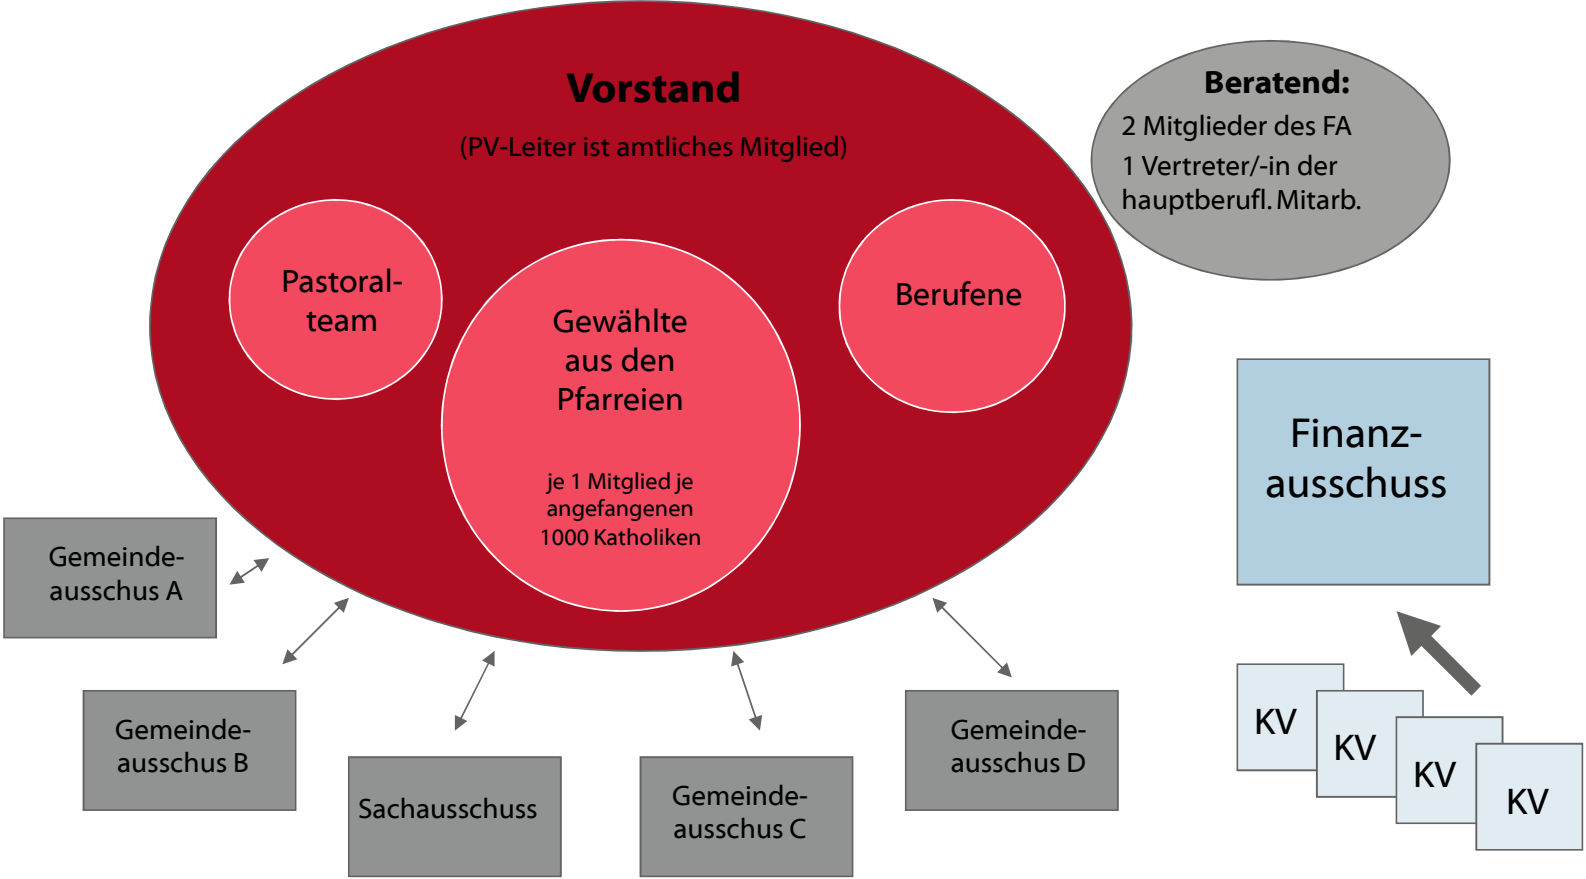 Vorstand
(PV-Leiter ist amtliches Mitglied)
Beratend:
2 Mitglieder des FA
1 Vertreter/-in der
hauptberufl. Mitarb.
Pastoral-
team
Gewählte
aus den
Pfarreien
je 1 Mitglied je
angefangenen
1000 Katholiken
Berufene
Finanz-
ausschuss
Gemeinde-
ausschus A
Gemeinde-
ausschus B
Sachausschuss
Gemeinde-
ausschus C
Gemeinde-
ausschus D
KV
KV
KV
KV